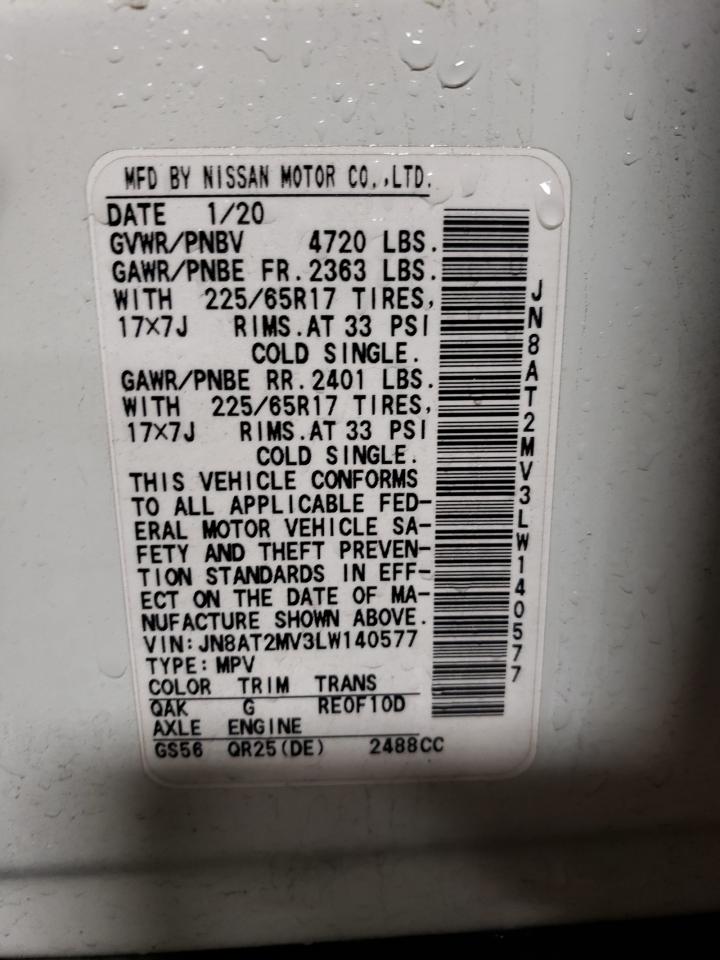 MFD BY NISSAN MOTOR CO.,LTD.
DATE 1/20
GVWR/PNBV 4720 LBS.
GAWR/PNBE FR.2363 LBS.
WITH 225/65R17 TIRES,
17×7J RIMS.AT 33 PSI
COLD SINGLE.
GAWR/PNBE RR.2401 LBS.
WITH 225/65R17 TIRES,
17×7J RIMS.AT 33 PSI
COLD SINGLE.
THIS VEHICLE CONFORMS
TO ALL APPLICABLE FED-
ERAL MOTOR VEHICLE SA-
FETY AND THEFT PREVEN-
TION STANDARDS IN EFF-
ECT ON THE DATE OF MA-
NUFACTURE SHOWN ABOVE.
VIN:JN8AT2MV3LW140577
TYPE:MPV
COLOR TRIM TRANS
QAK G RE0F10D
AXLE ENGINE
GS56 QR25(DE) 2488CC
JN8AT2MV3LW140577